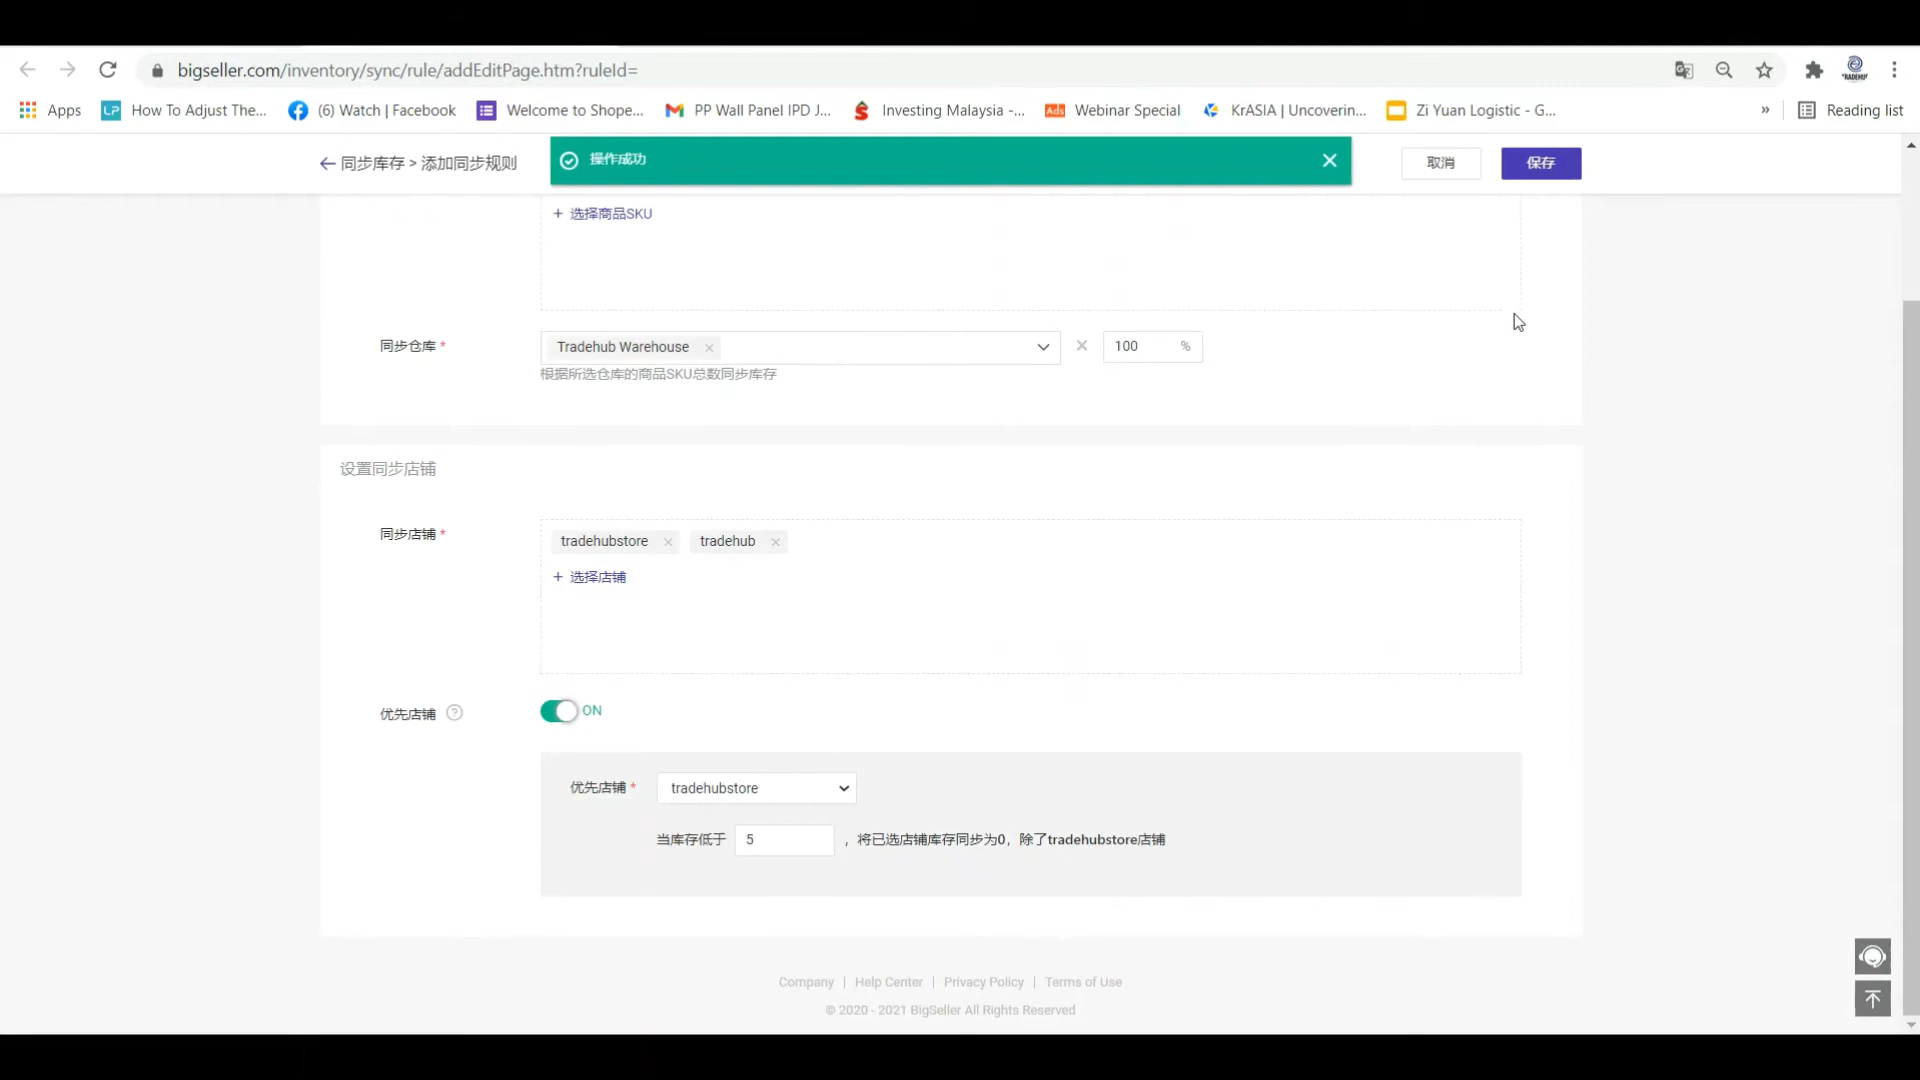 bigseller.com/inventory/sync/rule/addEditPage.htm?ruleId=
Apps
LP How To Adjust The...
(6) Watch | Facebook
Welcome to Shope...
PP Wall Panel IPD J...
Investing Malaysia -...
Ads Webinar Special
KrASIA | Uncoverin...
Zi Yuan Logistic - G...
»
Reading list
← 同步库存 > 添加同步规则
操作成功
取消
保存
+ 选择商品SKU
同步仓库 *
Tradehub Warehouse ×
× 100 %
根据所选仓库的商品SKU总数同步库存
设置同步店铺
同步店铺 *
tradehubstore × tradehub ×
+ 选择店铺
优先店铺 ?
ON
优先店铺 * tradehubstore
当库存低于 5 ，将已选店铺库存同步为0，除了tradehubstore店铺
Company | Help Center | Privacy Policy | Terms of Use
© 2020 - 2021 BigSeller All Rights Reserved